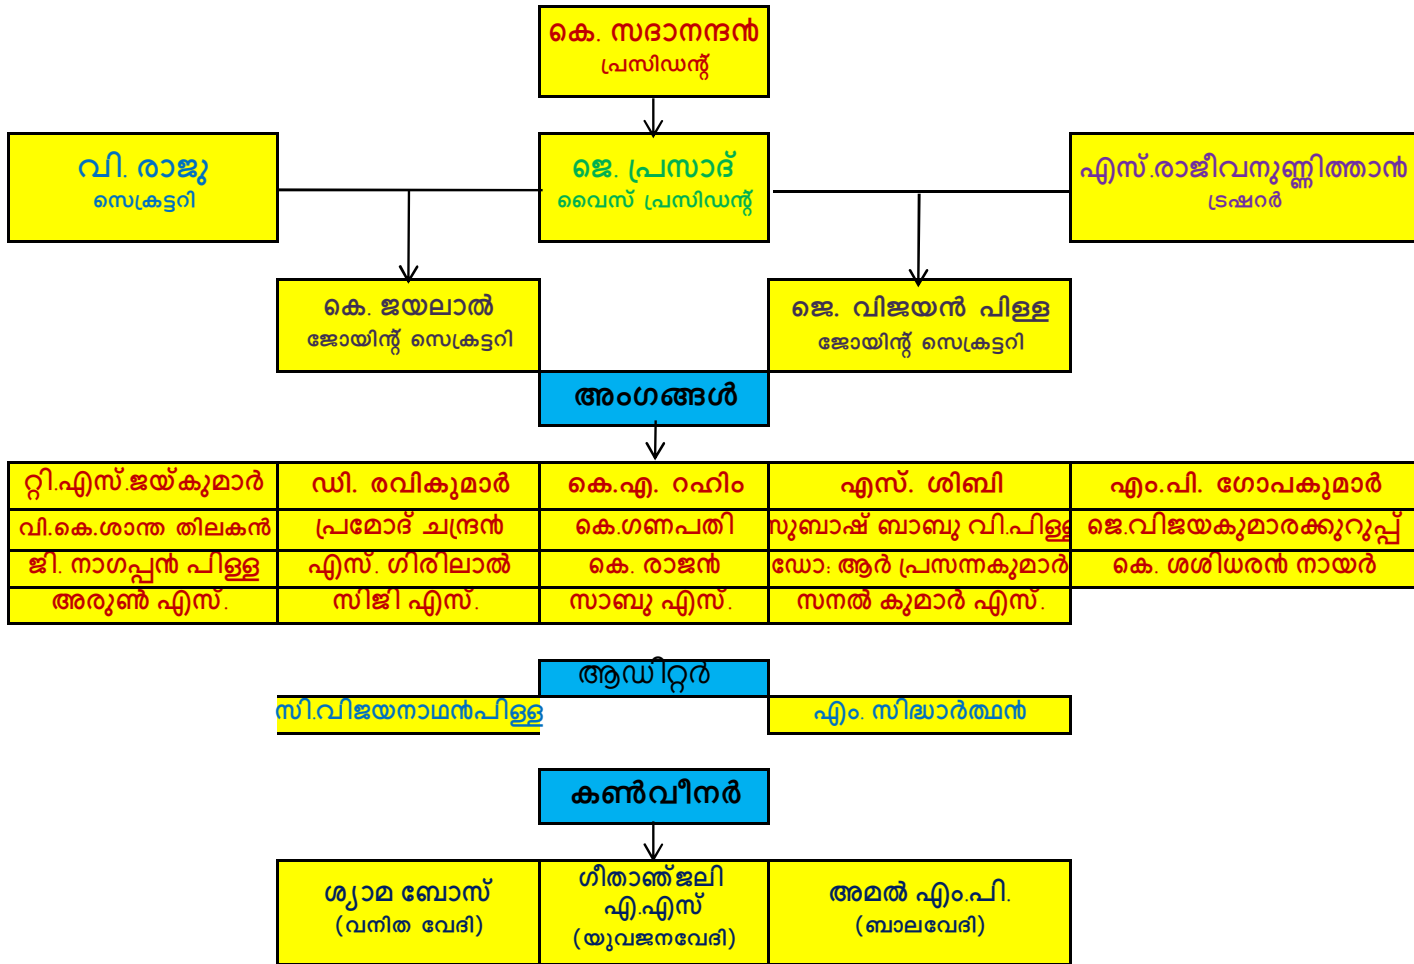 കെ. സദാനന്ദൻ
പ്രസിഡന്റ്
വി. രാജു
സെക്രട്ടറി
ജെ. പ്രസാദ്
വൈസ് പ്രസിഡന്റ്
എസ്.രാജീവനുണ്ണിത്താൻ
ട്രഷറർ
കെ. ജയലാൽ
ജോയിന്റ് സെക്രട്ടറി
ജെ. വിജയൻ പിള്ള
ജോയിന്റ് സെക്രട്ടറി
അംഗങ്ങൾ
റ്റി.എസ്.ജയ്കുമാർ ഡി. രവികുമാർ കെ.എ. റഹിം എസ്. ശിബി എം.പി. ഗോപകുമാർ
വി.കെ.ശാന്ത തിലകൻ പ്രമോദ് ചന്ദ്രൻ കെ.ഗണപതി സുബാഷ് ബാബു വി.പിള്ള ജെ.വിജയകുമാരക്കുറുപ്പ്
ജി. നാഗപ്പൻ പിള്ള എസ്. ഗിരിലാൽ കെ. രാജൻ ഡോ: ആർ പ്രസന്നകുമാർ കെ. ശശിധരൻ നായർ
അരുൺ എസ്. സിജി എസ്. സാബു എസ്. സനൽ കുമാർ എസ്.
ആഡിറ്റർ
സി.വിജയനാഥൻപിള്ള എം. സിദ്ധാർത്ഥൻ
കൺവീനർ
ശ്യാമ ബോസ്
(വനിത വേദി)
ഗീതാഞ്ജലി
എ.എസ്
(യുവജനവേദി)
അമൽ എം.പി.
(ബാലവേദി)